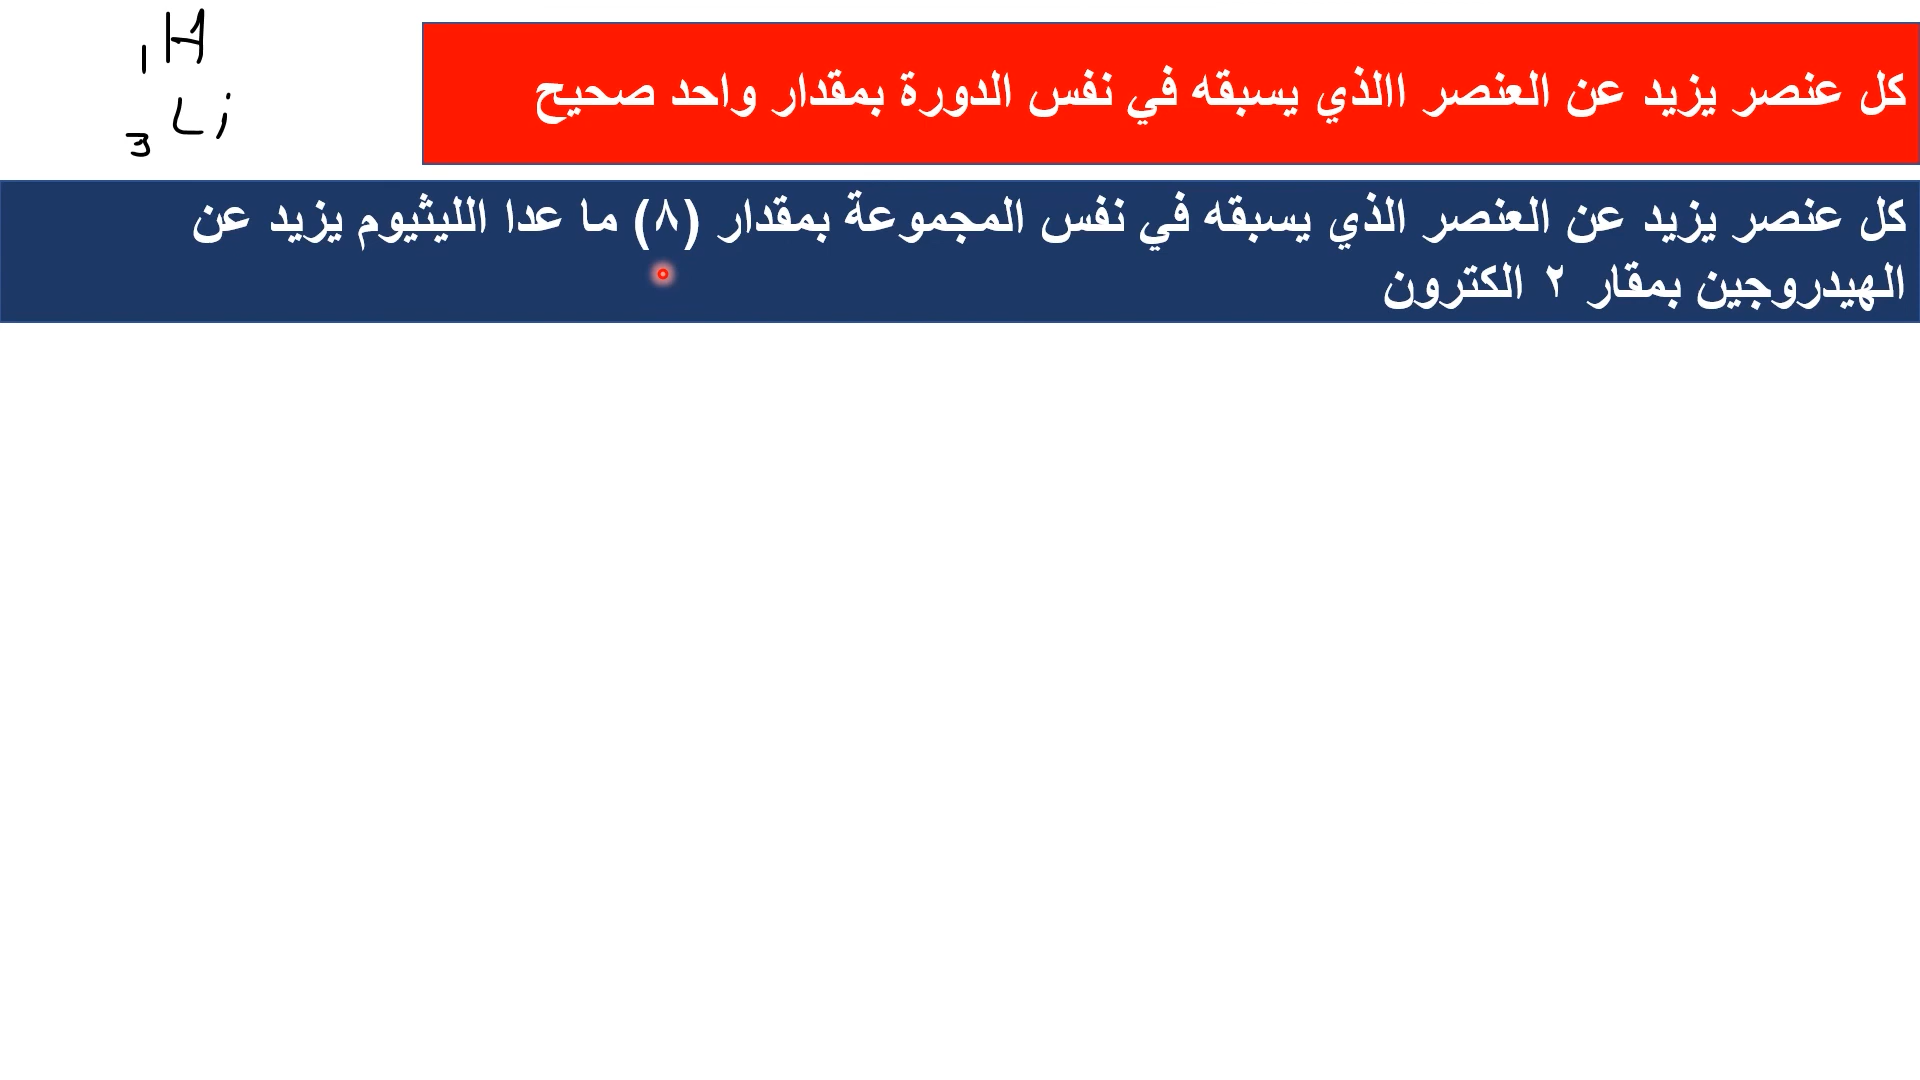 1H
3Li
كل عنصر يزيد عن العنصر االذي يسبقه في نفس الدورة بمقدار واحد صحيح
كل عنصر يزيد عن العنصر الذي يسبقه في نفس المجموعة بمقدار (٨) ما عدا الليثيوم يزيد عن
الهيدروجين بمقار ٢ الكترون